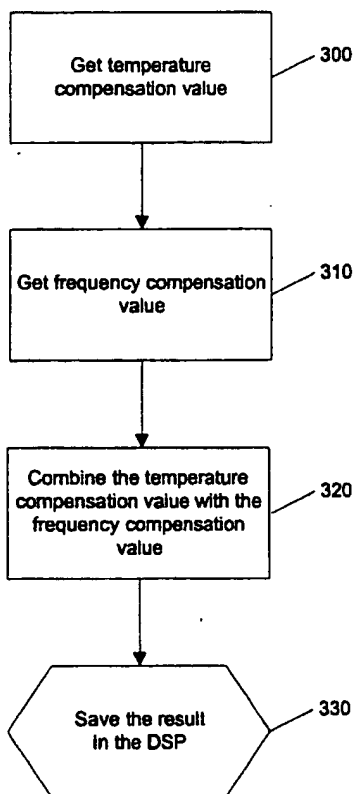 Get temperature
compensation value
300
Get frequency compensation
value
310
Combine the temperature
compensation value with the
frequency compensation
value
320
Save the result
in the DSP
330